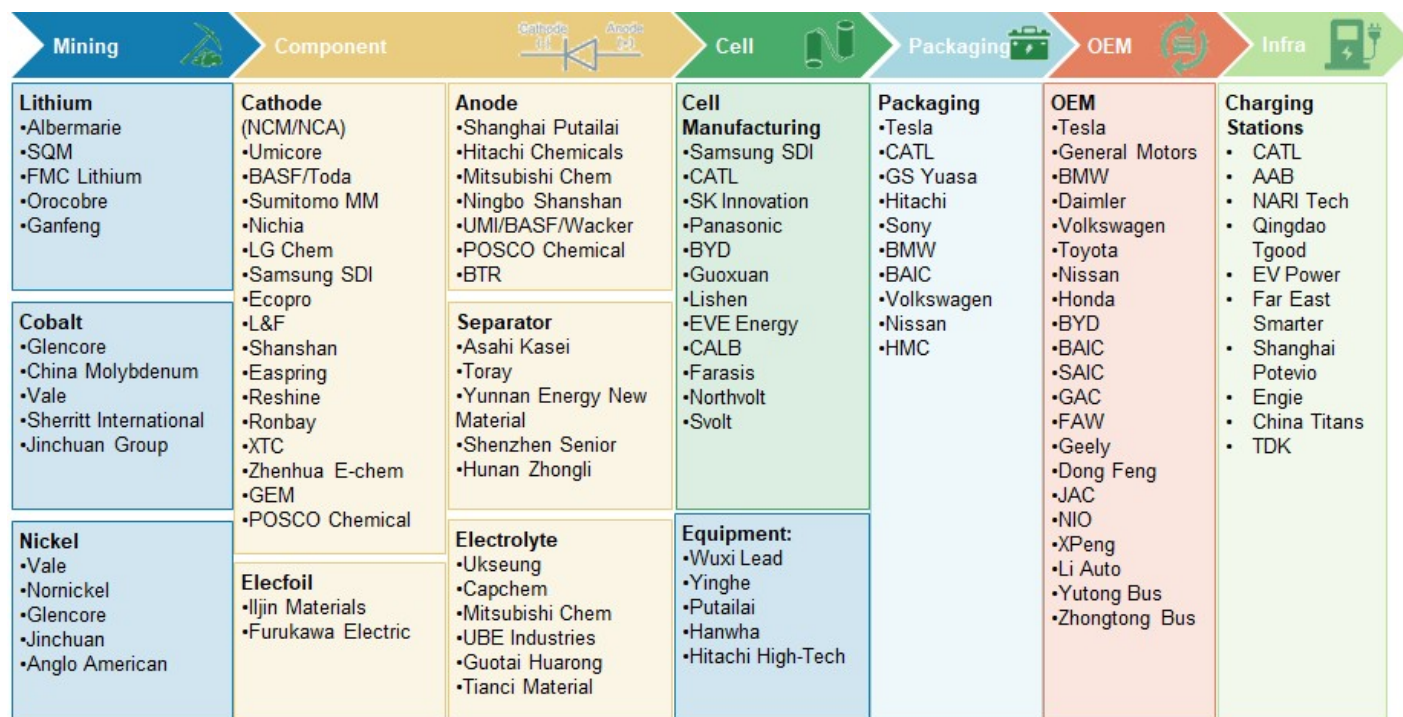 Mining
Component
Cathode
Anode
Cell
Packaging
OEM
Infra
Lithium
•Albermarie
•SQM
•FMC Lithium
•Orocobre
•Ganfeng
Cobalt
•Glencore
•China Molybdenum
•Vale
•Sherritt International
•Jinchuan Group
Nickel
•Vale
•Nornickel
•Glencore
•Jinchuan
•Anglo American
Cathode
(NCM/NCA)
•Umicore
•BASF/Toda
•Sumitomo MM
•Nichia
•LG Chem
•Samsung SDI
•Ecopro
•L&F
•Shanshan
•Easpring
•Reshine
•Ronbay
•XTC
•Zhenhua E-chem
•GEM
•POSCO Chemical
Elecfoil
•Iljin Materials
•Furukawa Electric
Anode
•Shanghai Putailai
•Hitachi Chemicals
•Mitsubishi Chem
•Ningbo Shanshan
•UMI/BASF/Wacker
•POSCO Chemical
•BTR
Separator
•Asahi Kasei
•Toray
•Yunnan Energy New
Material
•Shenzhen Senior
•Hunan Zhongli
Electrolyte
•Ukseung
•Capchem
•Mitsubishi Chem
•UBE Industries
•Guotai Huarong
•Tianci Material
Cell
Manufacturing
•Samsung SDI
•CATL
•SK Innovation
•Panasonic
•BYD
•Guoxuan
•Lishen
•EVE Energy
•CALB
•Farasis
•Northvolt
•Svolt
Equipment:
•Wuxi Lead
•Yinghe
•Putailai
•Hanwha
•Hitachi High-Tech
Packaging
•Tesla
•CATL
•GS Yuasa
•Hitachi
•Sony
•BMW
•BAIC
•Volkswagen
•Nissan
•HMC
OEM
•Tesla
•General Motors
•BMW
•Daimler
•Volkswagen
•Toyota
•Nissan
•Honda
•BYD
•BAIC
•SAIC
•GAC
•FAW
•Geely
•Dong Feng
•JAC
•NIO
•XPeng
•Li Auto
•Yutong Bus
•Zhongtong Bus
Charging
Stations
• CATL
• AAB
• NARI Tech
• Qingdao
Tgood
• EV Power
• Far East
Smarter
• Shanghai
Potevio
• Engie
• China Titans
• TDK